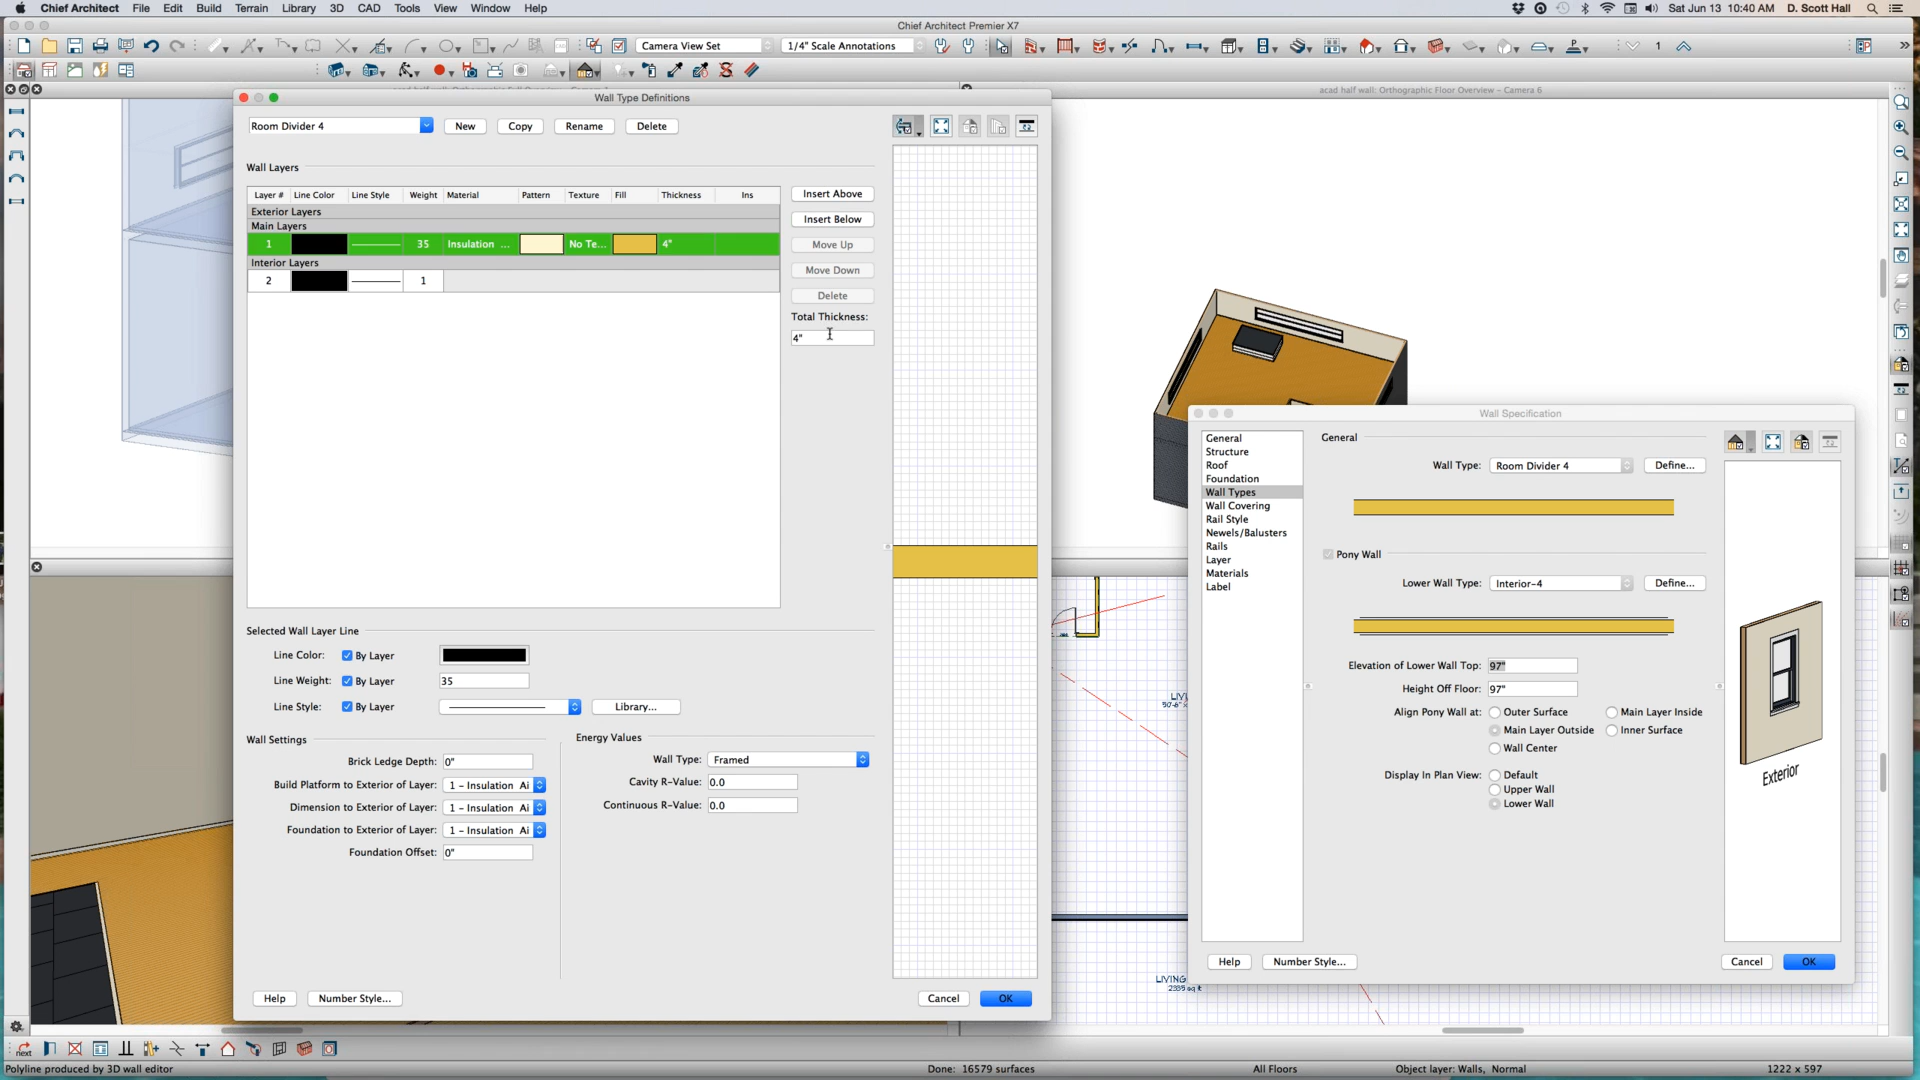 Chief Architect File Edit Build Terrain Library 3D CAD Tools View Window Help
Sat Jun 13 10:40 AM D. Scott Hall
Chief Architect Premier X7
Camera View Set 1/4" Scale Annotations 1
acad half wall: Orthographic Floor Overview - Camera 6
Wall Type Definitions
Room Divider 4 New Copy Rename Delete
Wall Layers
Layer # Line Color Line Style Weight Material Pattern Texture Fill Thickness Ins
Exterior Layers
Main Layers
1 35 Insulation ... No Te... 4"
Interior Layers
2 1
Insert Above
Insert Below
Move Up
Move Down
Delete
Total Thickness:
4"
Selected Wall Layer Line
Line Color: By Layer
Line Weight: By Layer 35
Line Style: By Layer Library...
Wall Settings
Brick Ledge Depth: 0"
Build Platform to Exterior of Layer: 1 - Insulation Ai
Dimension to Exterior of Layer: 1 - Insulation Ai
Foundation to Exterior of Layer: 1 - Insulation Ai
Foundation Offset: 0"
Energy Values
Wall Type: Framed
Cavity R-Value: 0.0
Continuous R-Value: 0.0
Help Number Style... Cancel OK
Wall Specification
General
Structure
Roof
Foundation
Wall Types
Wall Covering
Rail Style
Newels/Balusters
Rails
Layer
Materials
Label
General
Wall Type: Room Divider 4 Define...
Pony Wall
Lower Wall Type: Interior-4 Define...
Elevation of Lower Wall Top: 97"
Height Off Floor: 97"
Align Pony Wall at: Outer Surface Main Layer Inside
Main Layer Outside Inner Surface
Wall Center
Display In Plan View: Default
Upper Wall
Lower Wall
Exterior
Help Number Style... Cancel OK
LIVING
next
Polyline produced by 3D wall editor Done: 16579 surfaces All Floors Object layer: Walls, Normal 1222 x 597